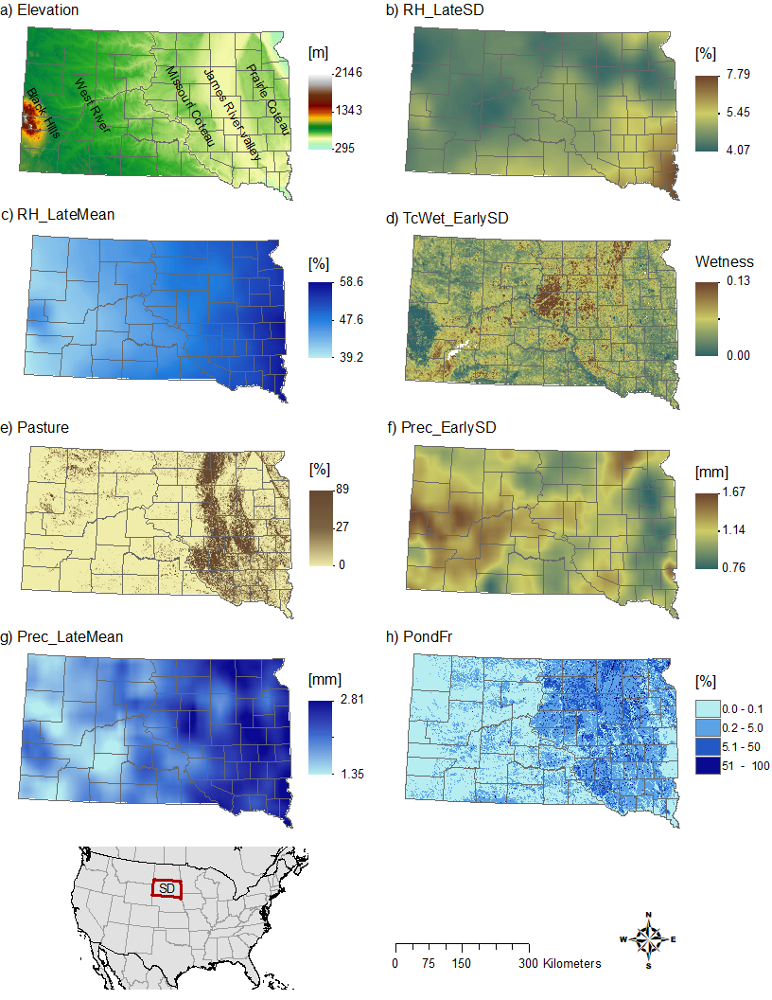 a) Elevation
[m]
2146
1343
295
Black Hills
West River
Missouri Coteau
James River valley
Prairie Coteau
b) RH_LateSD
[%]
7.79
5.45
4.07
c) RH_LateMean
[%]
58.6
47.6
39.2
d) TcWet_EarlySD
Wetness
0.13
0.00
e) Pasture
[%]
89
27
0
f) Prec_EarlySD
[mm]
1.67
1.14
0.76
g) Prec_LateMean
[mm]
2.81
1.35
h) PondFr
[%]
0.0 - 0.1
0.2 - 5.0
5.1 - 50
51 - 100
SD
0 75 150 300 Kilometers
N
W E
S